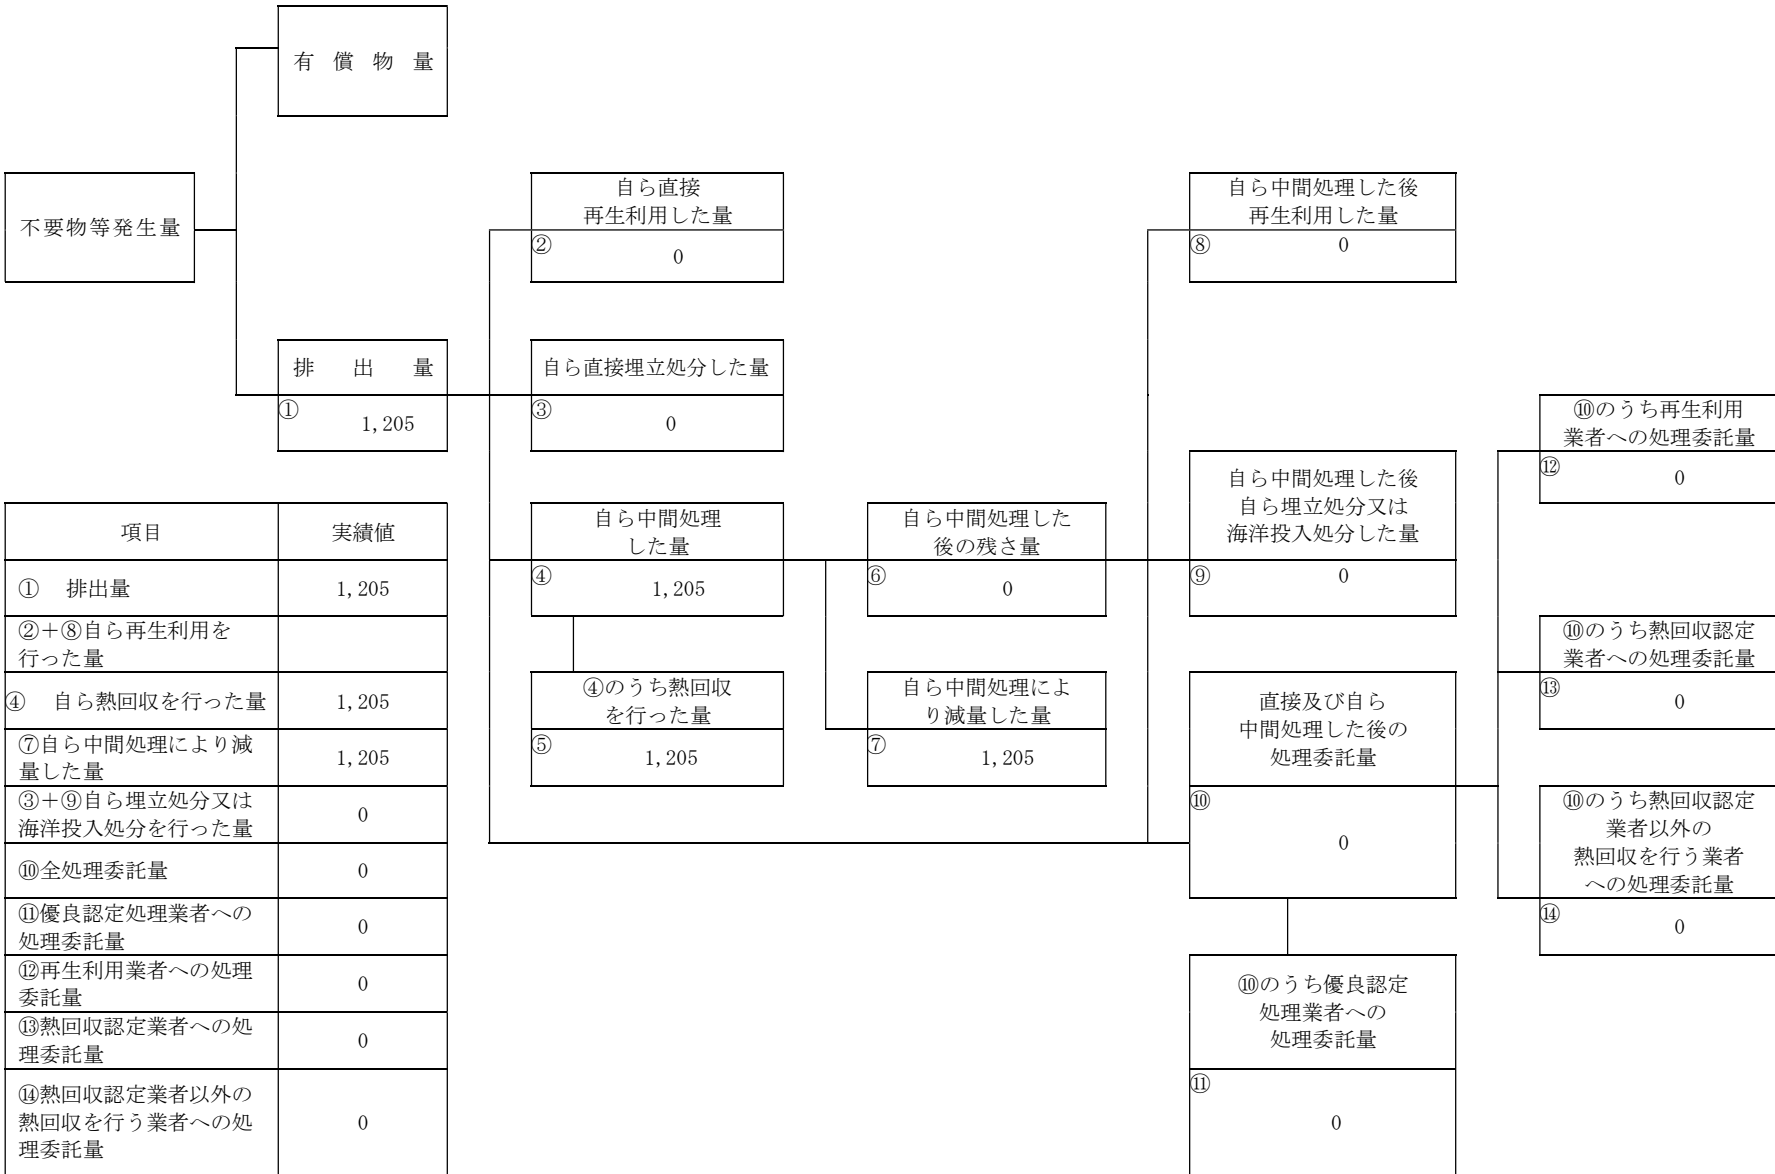 有償物量
不要物等発生量
自ら直接
再生利用した量
② 0
自ら中間処理した後
再生利用した量
⑧ 0
排出量
① 1,205
自ら直接埋立処分した量
③ 0
⑩のうち再生利用
業者への処理委託量
⑫ 0
自ら中間処理
した量
④ 1,205
自ら中間処理した
後の残さ量
⑥ 0
自ら中間処理した後
自ら埋立処分又は
海洋投入処分した量
⑨ 0
④のうち熱回収
を行った量
⑤ 1,205
自ら中間処理によ
り減量した量
⑦ 1,205
直接及び自ら
中間処理した後の
処理委託量
⑩ 0
⑩のうち熱回収認定
業者への処理委託量
⑬ 0
⑩のうち熱回収認定
業者以外の
熱回収を行う業者
への処理委託量
⑭ 0
⑩のうち優良認定
処理業者への
処理委託量
⑪ 0
項目 実績値
① 排出量 1,205
②+⑧自ら再生利用を
行った量
④ 自ら熱回収を行った量 1,205
⑦自ら中間処理により減
量した量 1,205
③+⑨自ら埋立処分又は
海洋投入処分を行った量 0
⑩全処理委託量 0
⑪優良認定処理業者への
処理委託量 0
⑫再生利用業者への処理
委託量 0
⑬熱回収認定業者への処
理委託量 0
⑭熱回収認定業者以外の
熱回収を行う業者への処
理委託量 0